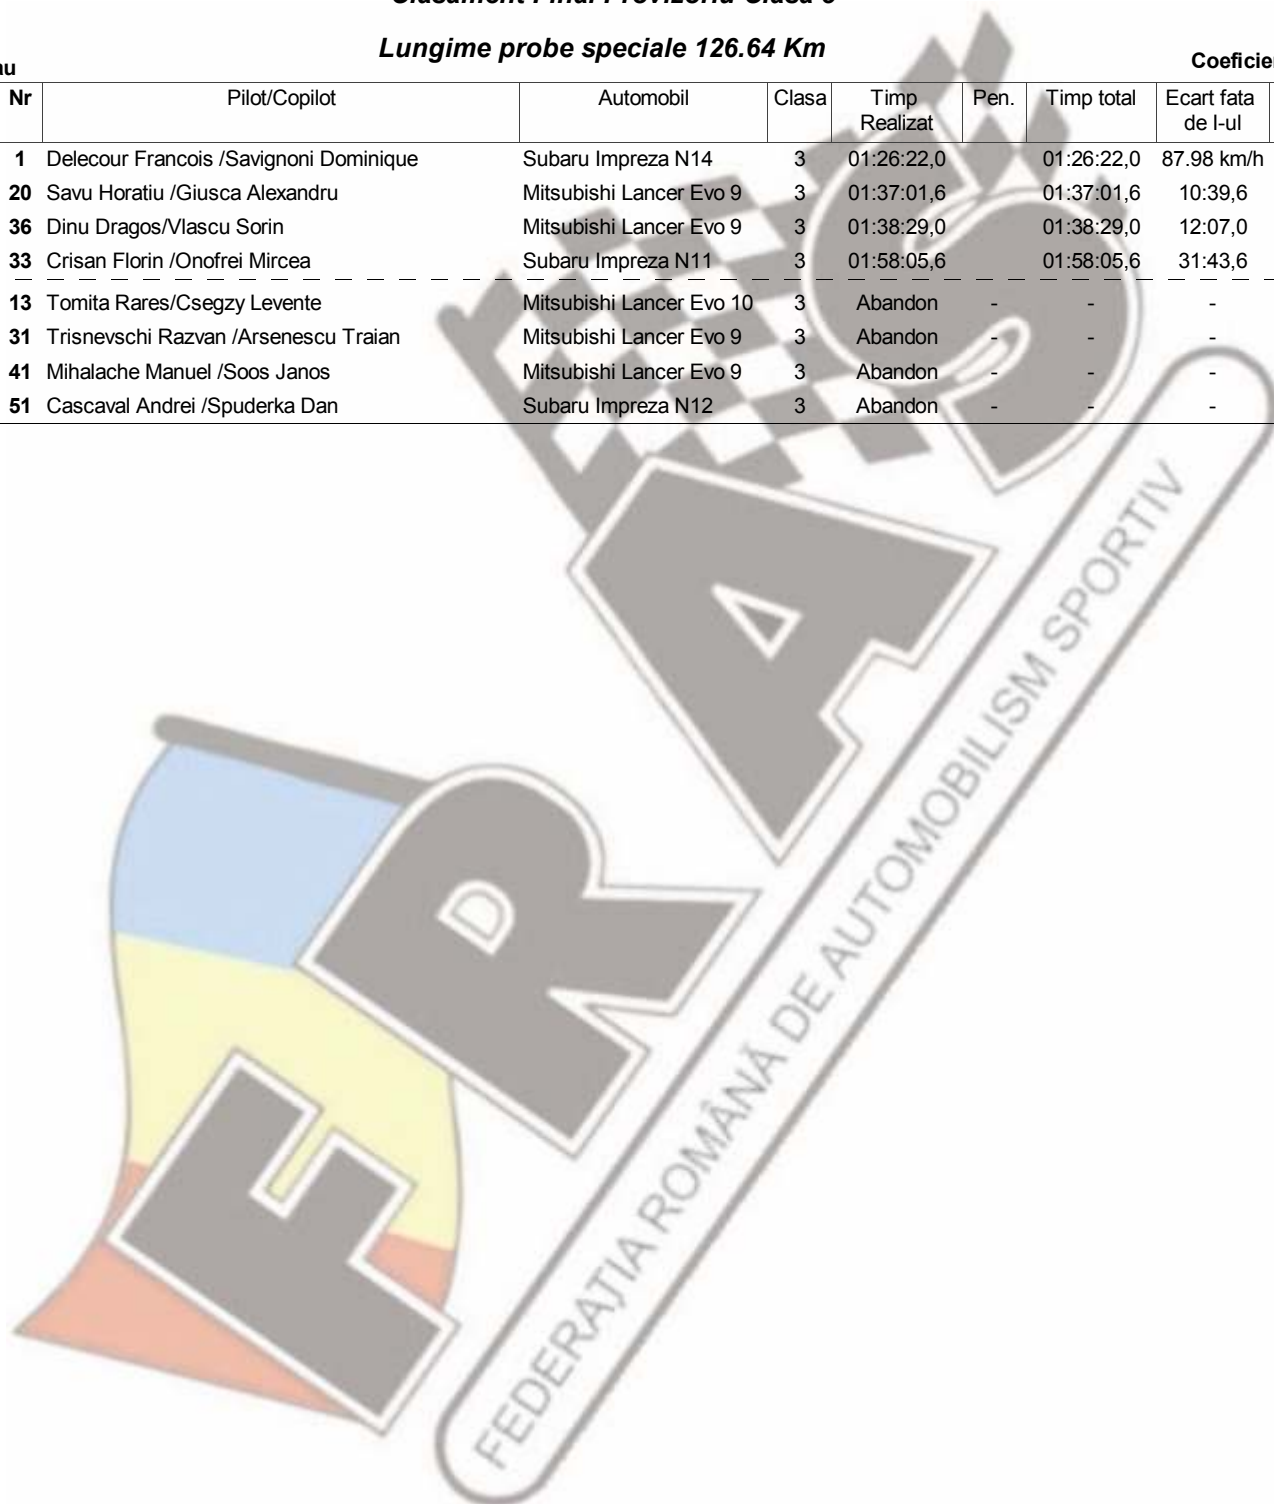 Clasament Final Provizoriu Clasa 3
Lungime probe speciale 126.64 Km
Nr Pilot/Copilot Automobil Clasa Timp Realizat Pen. Timp total Ecart fata de I-ul
1 Delecour Francois /Savignoni Dominique Subaru Impreza N14 3 01:26:22,0 01:26:22,0 87.98 km/h
20 Savu Horatiu /Giusca Alexandru Mitsubishi Lancer Evo 9 3 01:37:01,6 01:37:01,6 10:39,6
36 Dinu Dragos/Vlascu Sorin Mitsubishi Lancer Evo 9 3 01:38:29,0 01:38:29,0 12:07,0
33 Crisan Florin /Onofrei Mircea Subaru Impreza N11 3 01:58:05,6 01:58:05,6 31:43,6
13 Tomita Rares/Csegzy Levente Mitsubishi Lancer Evo 10 3 Abandon - - -
31 Trisnevschi Razvan /Arsenescu Traian Mitsubishi Lancer Evo 9 3 Abandon - - -
41 Mihalache Manuel /Soos Janos Mitsubishi Lancer Evo 9 3 Abandon - - -
51 Cascaval Andrei /Spuderka Dan Subaru Impreza N12 3 Abandon - - -
FRAS
FEDERAŢIA ROMÂNĂ DE AUTOMOBILISM SPORTIV